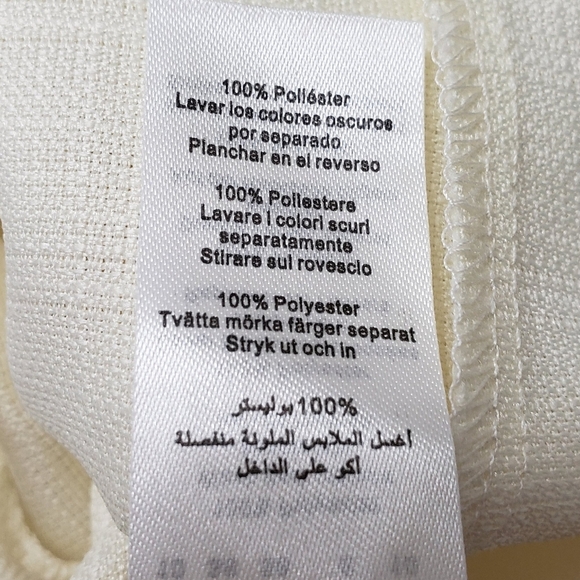 100% Poliéster
Lavar los colores oscuros
por separado
Planchar en el reverso
100% Poliestere
Lavare i colori scuri
separatamente
Stirare sul rovescio
100% Polyester
Tvätta mörka färger separat
Stryk ut och in
100% بوليستر
أغسل الملابس الملونة منفصلة
أكو على الداخل